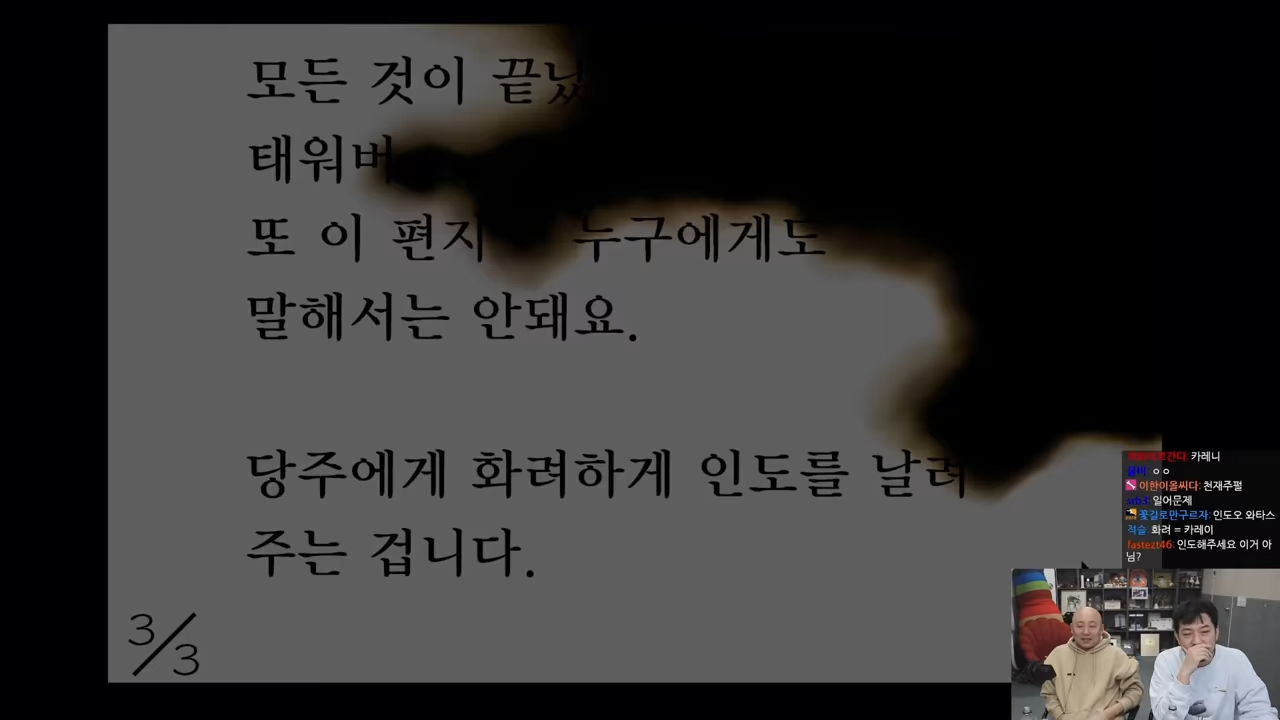 모든 것이 끝났
태워버
또 이 편지 누구에게도
말해서는 안돼요.
당주에게 화려하게 인도를 날려
주는 겁니다.
3/3
카레니
ㅇㅇ
이한이옴씨다: 천재주펄
일어문제
꽃길로만구르자: 인도오 와타스
적슬: 화려 = 카레이
fastezt46: 인도해주세요 이거 아
님?